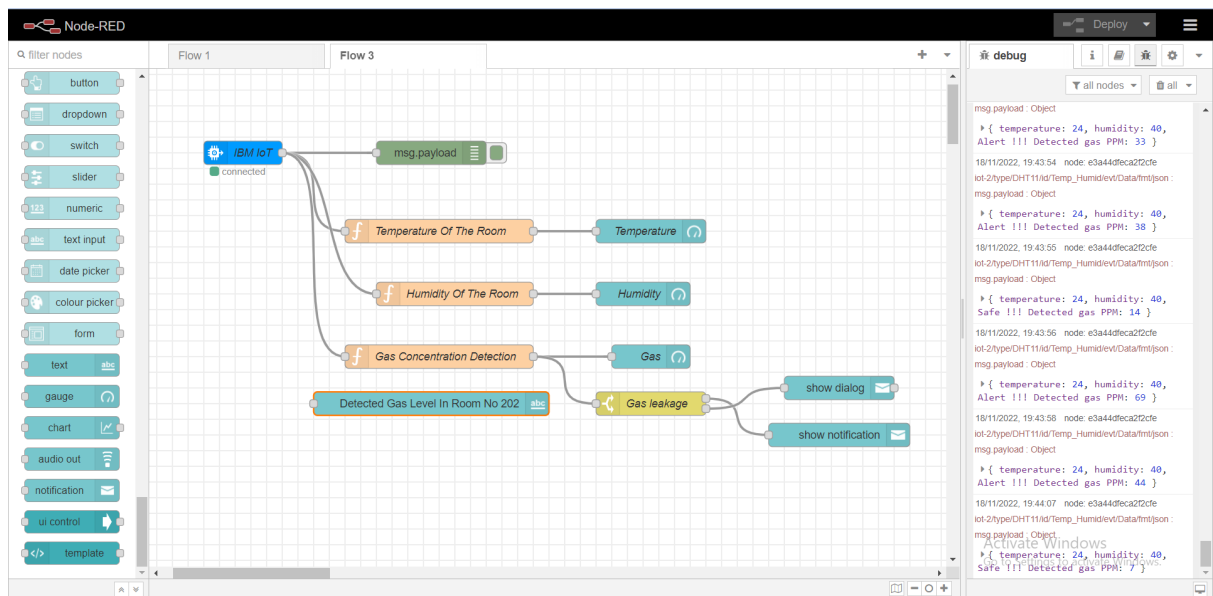 Node-RED
Deploy
filter nodes
Flow 1
Flow 3
debug
i
all nodes
all
button
dropdown
switch
slider
123
numeric
abc
text input
date picker
colour picker
form
text
abc
gauge
chart
audio out
notification
ui control
</>
template
IBM IoT
connected
msg.payload
f
Temperature Of The Room
Temperature
f
Humidity Of The Room
Humidity
f
Gas Concentration Detection
Gas
Detected Gas Level In Room No 202
abc
Gas leakage
show dialog
show notification
msg.payload : Object
{ temperature: 24, humidity: 40,
Alert !!! Detected gas PPM: 33 }
18/11/2022, 19:43:54 node: e3a44dfeca2f2cfe
iot-2/type/DHT11/id/Temp_Humid/evt/Data/fmt/json :
msg.payload : Object
{ temperature: 24, humidity: 40,
Alert !!! Detected gas PPM: 38 }
18/11/2022, 19:43:55 node: e3a44dfeca2f2cfe
iot-2/type/DHT11/id/Temp_Humid/evt/Data/fmt/json :
msg.payload : Object
{ temperature: 24, humidity: 40,
Safe !!! Detected gas PPM: 14 }
18/11/2022, 19:43:56 node: e3a44dfeca2f2cfe
iot-2/type/DHT11/id/Temp_Humid/evt/Data/fmt/json :
msg.payload : Object
{ temperature: 24, humidity: 40,
Alert !!! Detected gas PPM: 69 }
18/11/2022, 19:43:58 node: e3a44dfeca2f2cfe
iot-2/type/DHT11/id/Temp_Humid/evt/Data/fmt/json :
msg.payload : Object
{ temperature: 24, humidity: 40,
Alert !!! Detected gas PPM: 44 }
18/11/2022, 19:44:07 node: e3a44dfeca2f2cfe
iot-2/type/DHT11/id/Temp_Humid/evt/Data/fmt/json :
msg.payload : Object
Activate Windows
{ temperature: 24, humidity: 40,
Go to Settings to activate Windows.
Safe !!! Detected gas PPM: 7 }